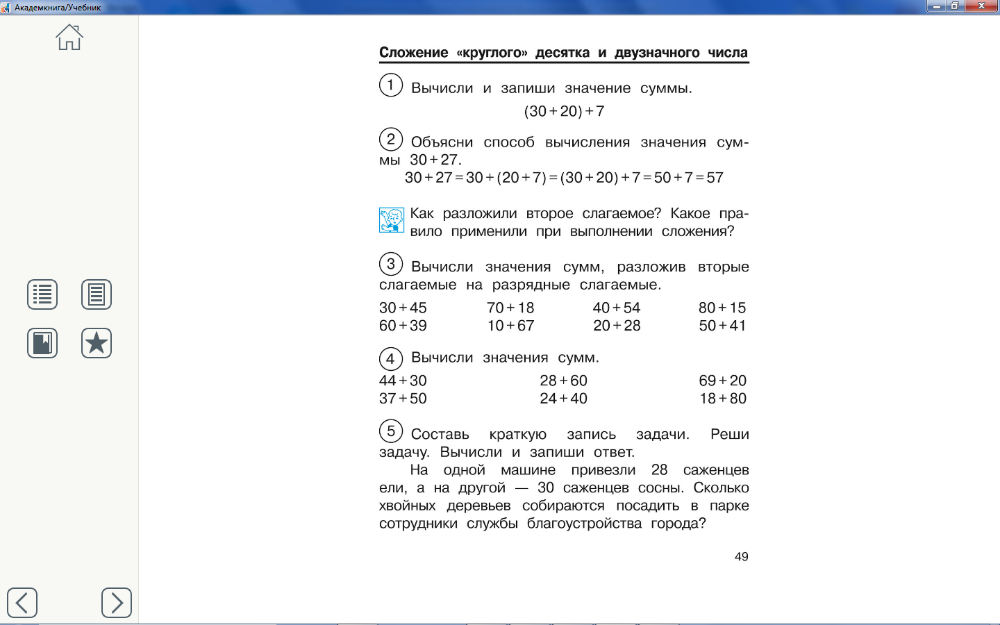 Академкнига/Учебник
Сложение «круглого» десятка и двузначного числа
1 Вычисли и запиши значение суммы.
(30 + 20) + 7
2 Объясни способ вычисления значения сум-
мы 30 + 27.
30 + 27 = 30 + (20 + 7) = (30 + 20) + 7 = 50 + 7 = 57
Как разложили второе слагаемое? Какое пра-
вило применили при выполнении сложения?
3 Вычисли значения сумм, разложив вторые
слагаемые на разрядные слагаемые.
30 + 45 70 + 18 40 + 54 80 + 15
60 + 39 10 + 67 20 + 28 50 + 41
4 Вычисли значения сумм.
44 + 30 28 + 60 69 + 20
37 + 50 24 + 40 18 + 80
5 Составь краткую запись задачи. Реши
задачу. Вычисли и запиши ответ.
На одной машине привезли 28 саженцев
ели, а на другой — 30 саженцев сосны. Сколько
хвойных деревьев собираются посадить в парке
сотрудники службы благоустройства города?
49